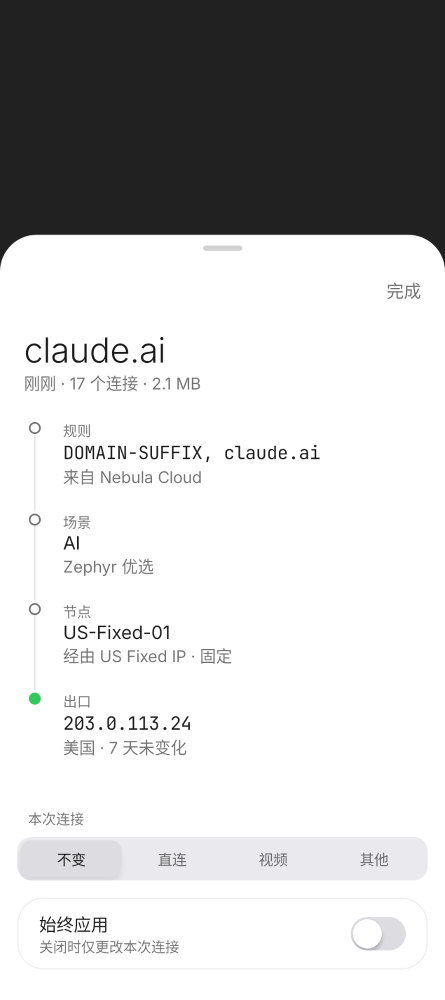 完成
claude.ai
刚刚 · 17 个连接 · 2.1 MB
规则
DOMAIN-SUFFIX, claude.ai
来自 Nebula Cloud
场景
AI
Zephyr 优选
节点
US-Fixed-01
经由 US Fixed IP · 固定
出口
203.0.113.24
美国 · 7 天未变化
本次连接
不变 直连 视频 其他
始终应用
关闭时仅更改本次连接